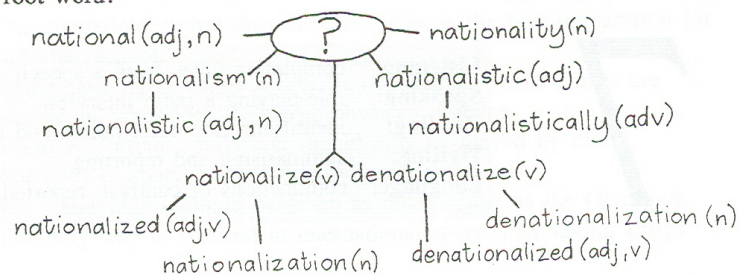 root word?
?
national (adj, n)
nationality (n)
nationalism (n)
nationalistic (adj)
nationalistic (adj, n)
nationalistically (adv)
nationalize (v)
denationalize (v)
nationalized (adj, v)
denationalization (n)
nationalization (n)
denationalized (adj, v)